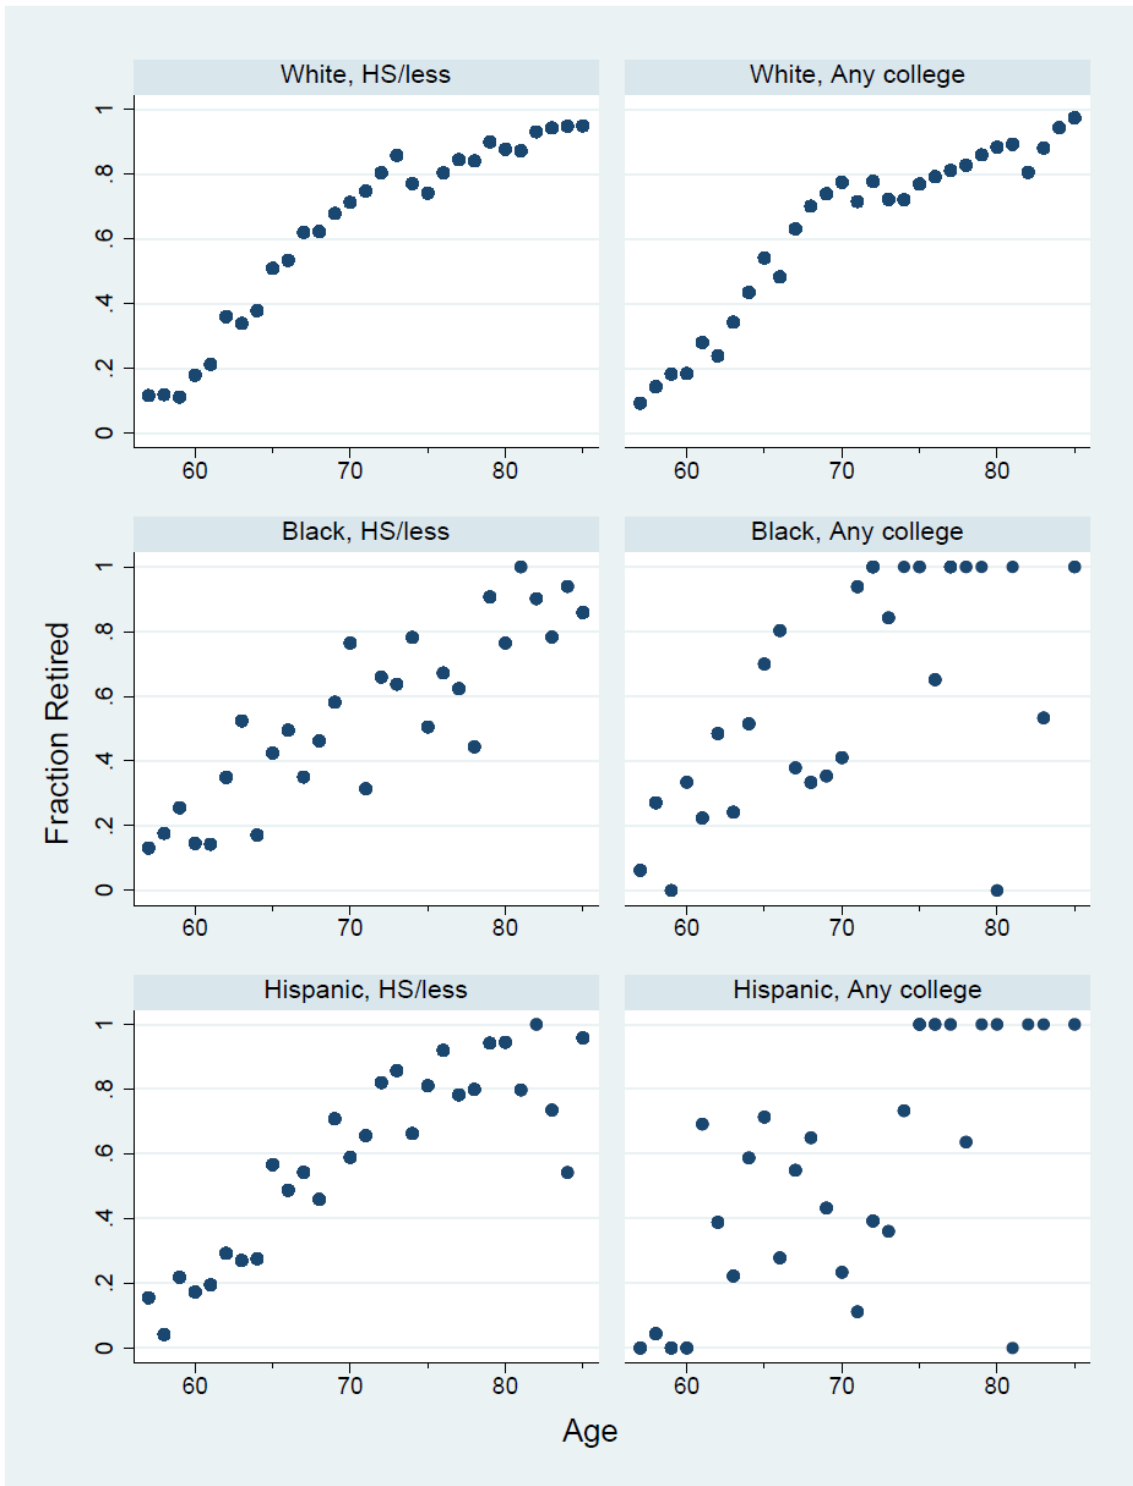 White, HS/less
White, Any college
1
.8
.6
.4
.2
0
60 70 80
60 70 80
Black, HS/less
Black, Any college
1
.8
.6
.4
.2
0
60 70 80
60 70 80
Hispanic, HS/less
Hispanic, Any college
1
.8
.6
.4
.2
0
60 70 80
60 70 80
Fraction Retired
Age